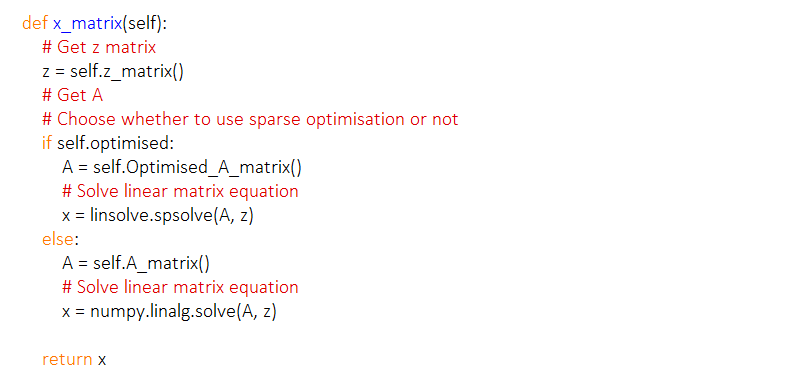 def x_matrix(self):
    # Get z matrix
    z = self.z_matrix()
    # Get A
    # Choose whether to use sparse optimisation or not
    if self.optimised:
        A = self.Optimised_A_matrix()
        # Solve linear matrix equation
        x = linsolve.spsolve(A, z)
    else:
        A = self.A_matrix()
        # Solve linear matrix equation
        x = numpy.linalg.solve(A, z)

    return x